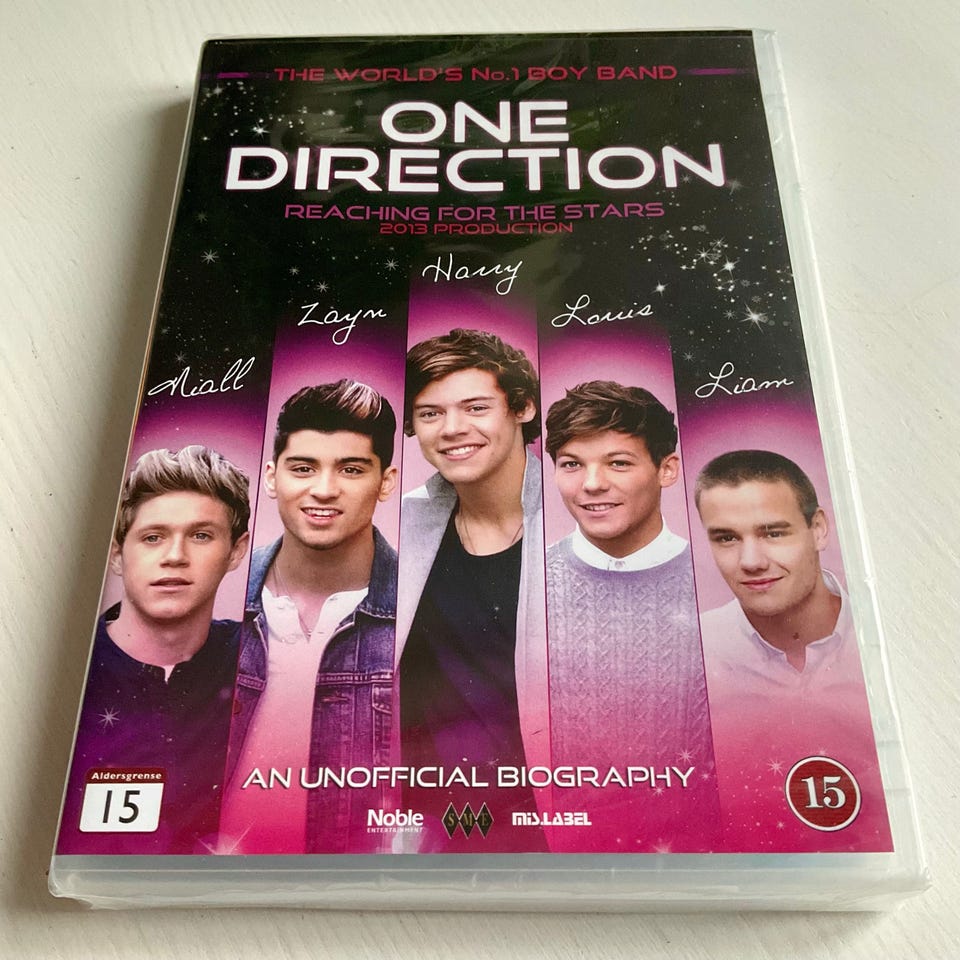 THE WORLD'S No.1 BOY BAND
ONE
DIRECTION
REACHING FOR THE STARS
2013 PRODUCTION
Harry
Zayn
Louis
Niall
Liam
AN UNOFFICIAL BIOGRAPHY
Aldersgrense
15
15
Noble
ENTERTAINMENT
SME
MIS.LABEL